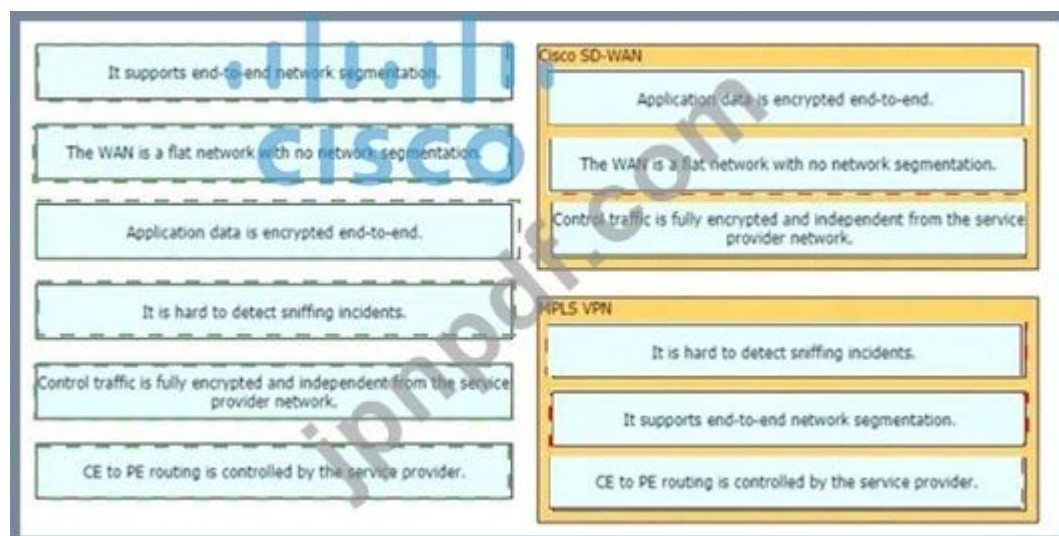 It supports end-to-end network segmentation.
The WAN is a flat network with no network segmentation.
Application data is encrypted end-to-end.
It is hard to detect sniffing incidents.
Control traffic is fully encrypted and independent from the service
provider network.
CE to PE routing is controlled by the service provider.
Cisco SD-WAN
Application data is encrypted end-to-end.
The WAN is a flat network with no network segmentation.
Control traffic is fully encrypted and independent from the service
provider network.
MPLS VPN
It is hard to detect sniffing incidents.
It supports end-to-end network segmentation.
CE to PE routing is controlled by the service provider.
CISCO
jpnpdf.com